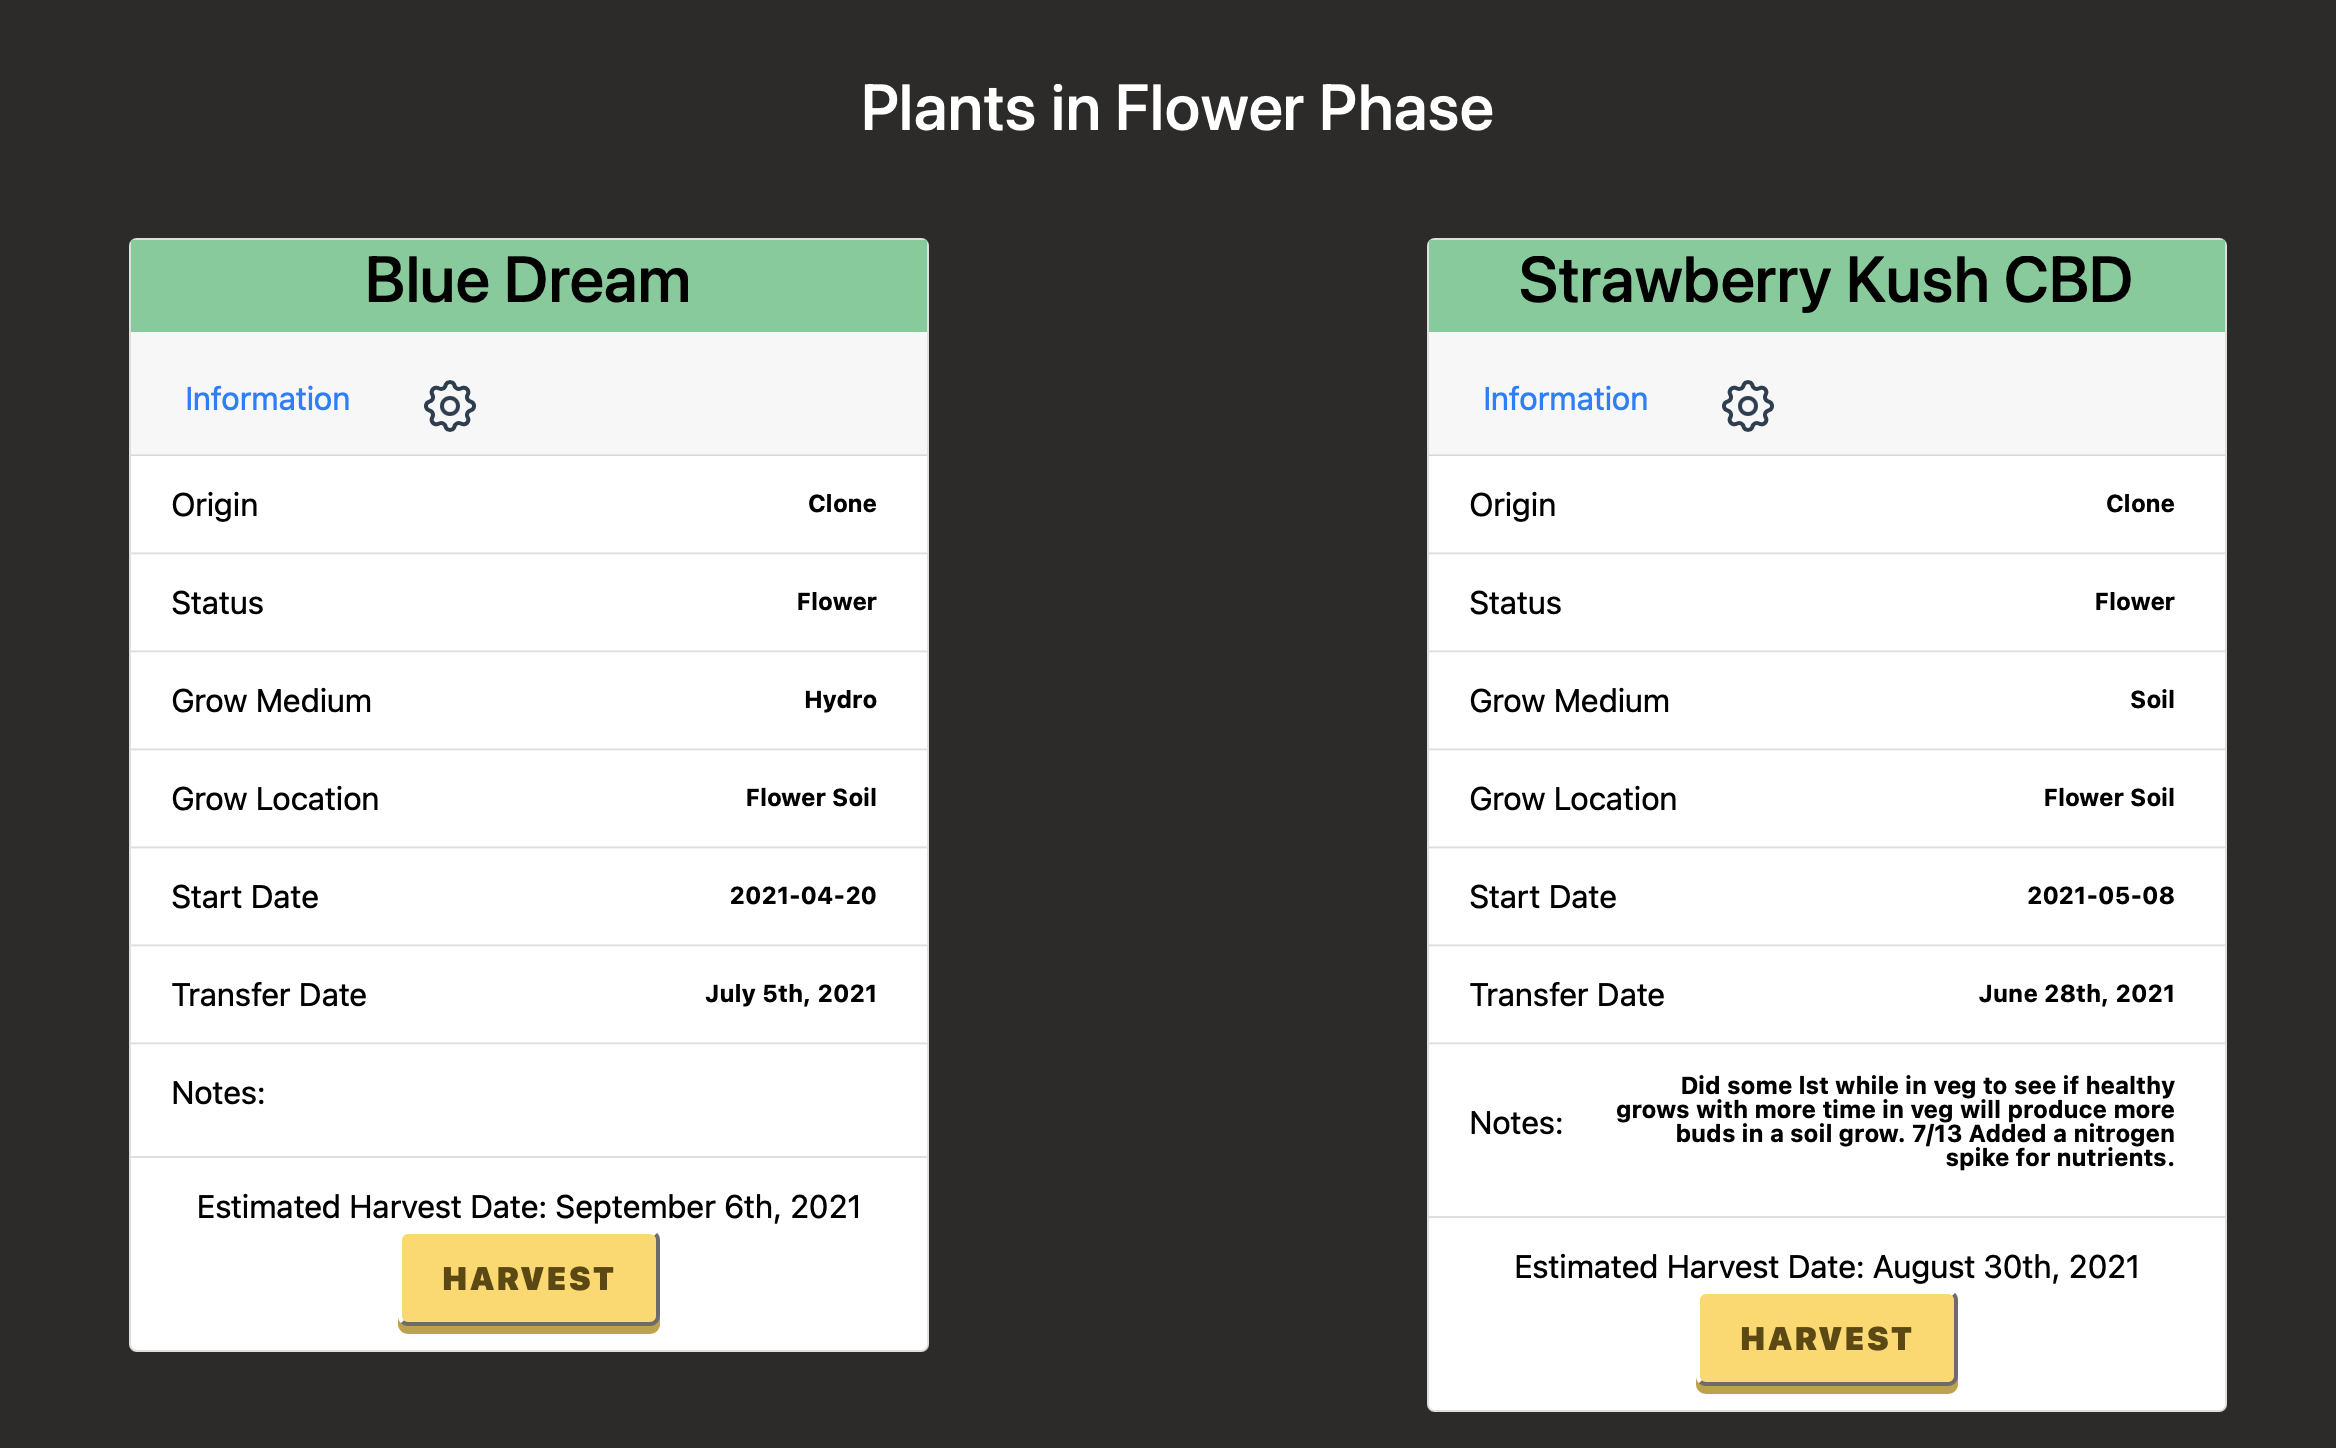 Plants in Flower Phase
Blue Dream
Information
Origin Clone
Status Flower
Grow Medium Hydro
Grow Location Flower Soil
Start Date 2021-04-20
Transfer Date July 5th, 2021
Notes:
Estimated Harvest Date: September 6th, 2021
HARVEST
Strawberry Kush CBD
Information
Origin Clone
Status Flower
Grow Medium Soil
Grow Location Flower Soil
Start Date 2021-05-08
Transfer Date June 28th, 2021
Notes:
Did some lst while in veg to see if healthy
grows with more time in veg will produce more
buds in a soil grow. 7/13 Added a nitrogen
spike for nutrients.
Estimated Harvest Date: August 30th, 2021
HARVEST